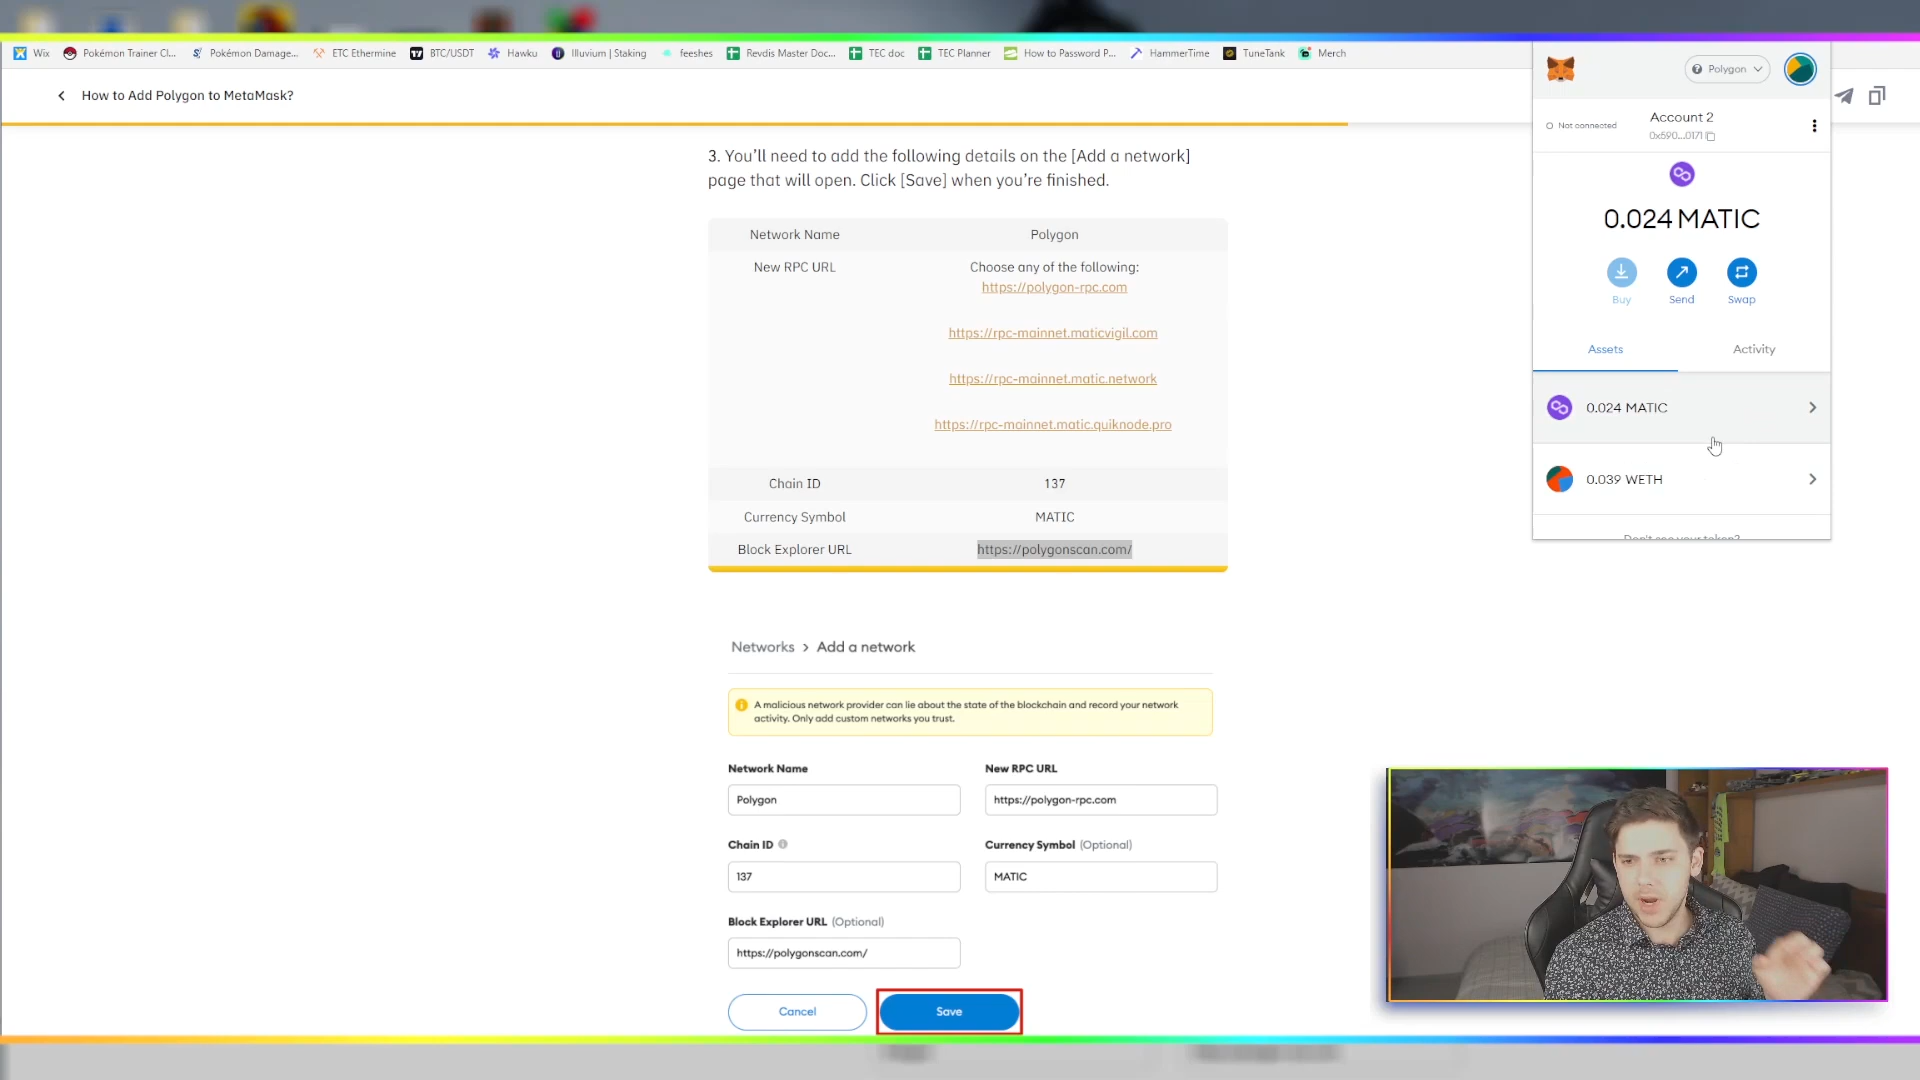 Wix
Pokémon Trainer Cl...
Pokémon Damage...
ETC Ethermine
BTC/USDT
Hawku
Illuvium | Staking
feeshes
Revdis Master Doc...
TEC doc
TEC Planner
How to Password P...
HammerTime
TuneTank
Merch
How to Add Polygon to MetaMask?
3. You'll need to add the following details on the [Add a network]
page that will open. Click [Save] when you're finished.
Network Name Polygon
New RPC URL Choose any of the following:
https://polygon-rpc.com
https://rpc-mainnet.maticvigil.com
https://rpc-mainnet.matic.network
https://rpc-mainnet.matic.quiknode.pro
Chain ID 137
Currency Symbol MATIC
Block Explorer URL https://polygonscan.com/
Networks > Add a network
A malicious network provider can lie about the state of the blockchain and record your network
activity. Only add custom networks you trust.
Network Name
Polygon
New RPC URL
https://polygon-rpc.com
Chain ID
137
Currency Symbol (Optional)
MATIC
Block Explorer URL (Optional)
https://polygonscan.com/
Cancel
Save
Polygon
Not connected
Account 2
0x590...0171
0.024 MATIC
Buy
Send
Swap
Assets
Activity
0.024 MATIC
0.039 WETH
Don't see your token?